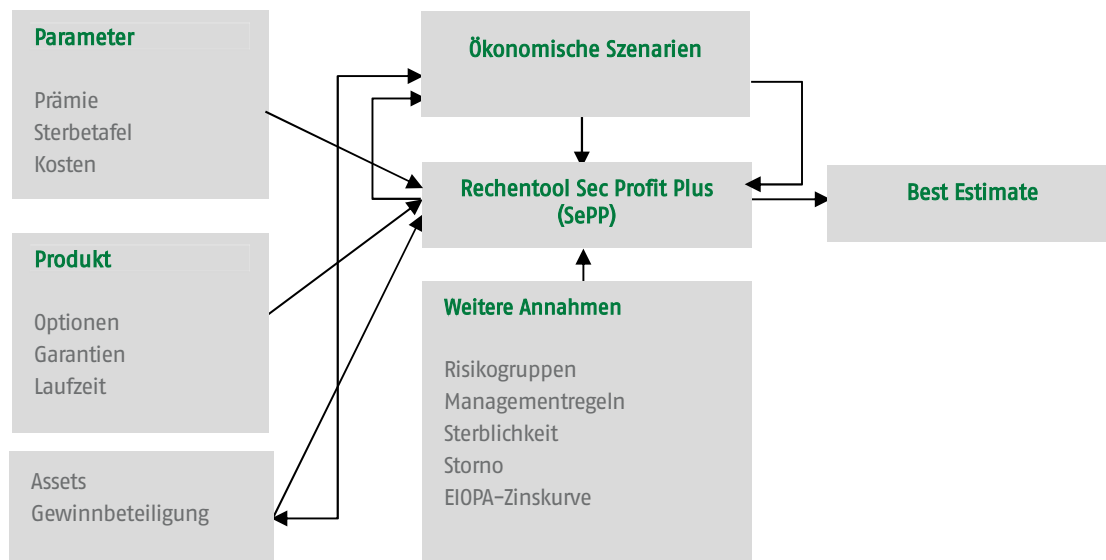 Parameter
Prämie
Sterbetafel
Kosten
Produkt
Optionen
Garantien
Laufzeit
Assets
Gewinnbeteiligung
Ökonomische Szenarien
Rechentool Sec Profit Plus
(SePP)
Weitere Annahmen
Risikogruppen
Managementregeln
Sterblichkeit
Storno
EIOPA-Zinskurve
Best Estimate